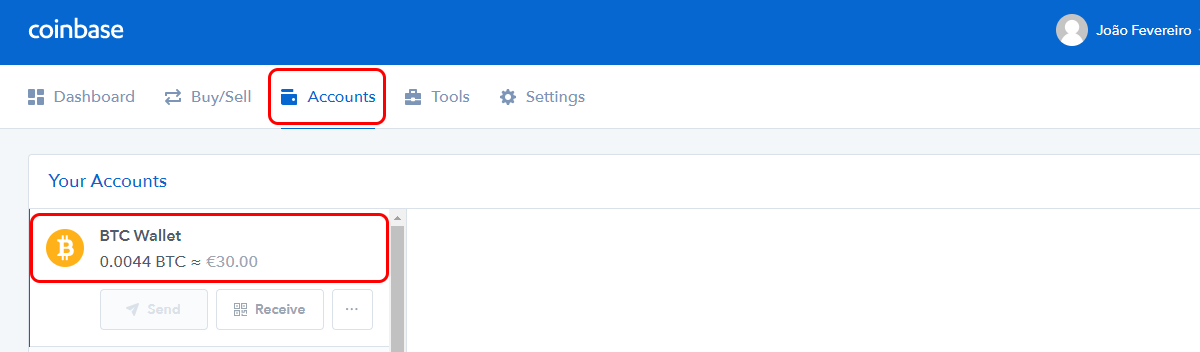 coinbase
João Fevereiro
Dashboard Buy/Sell Accounts Tools Settings
Your Accounts
BTC Wallet
0.0044 BTC ≈ €30.00
Send Receive ...